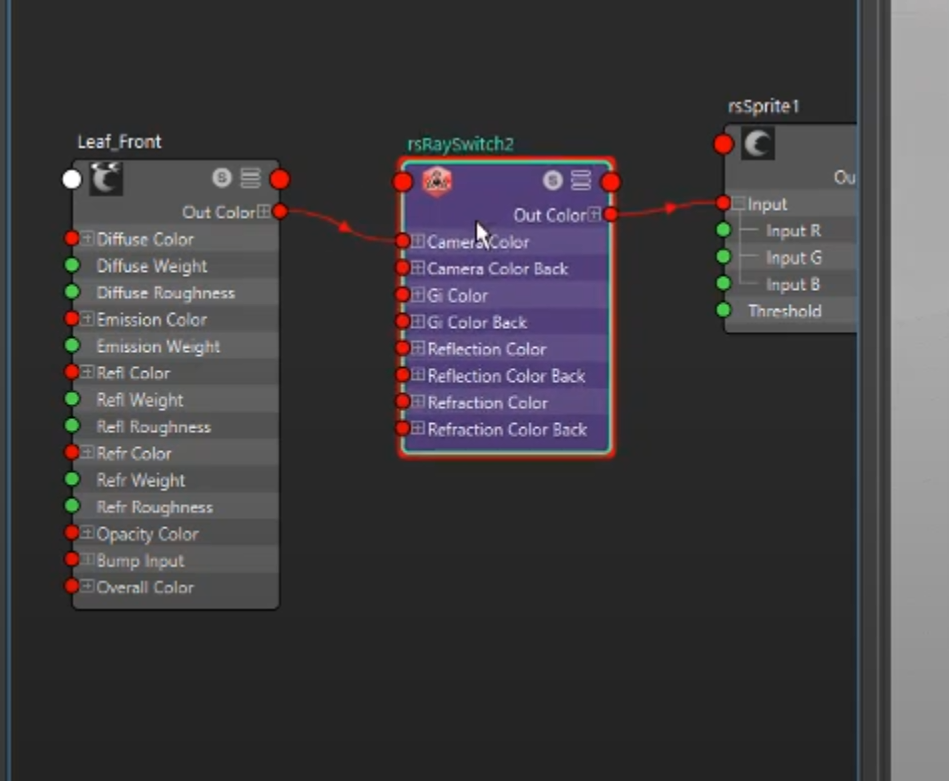 Leaf_Front
S
Out Color
Diffuse Color
Diffuse Weight
Diffuse Roughness
Emission Color
Emission Weight
Refl Color
Refl Weight
Refl Roughness
Refr Color
Refr Weight
Refr Roughness
Opacity Color
Bump Input
Overall Color
rsRaySwitch2
S
Out Color
Camera Color
Camera Color Back
Gi Color
Gi Color Back
Reflection Color
Reflection Color Back
Refraction Color
Refraction Color Back
rsSprite1
Ou
Input
Input R
Input G
Input B
Threshold